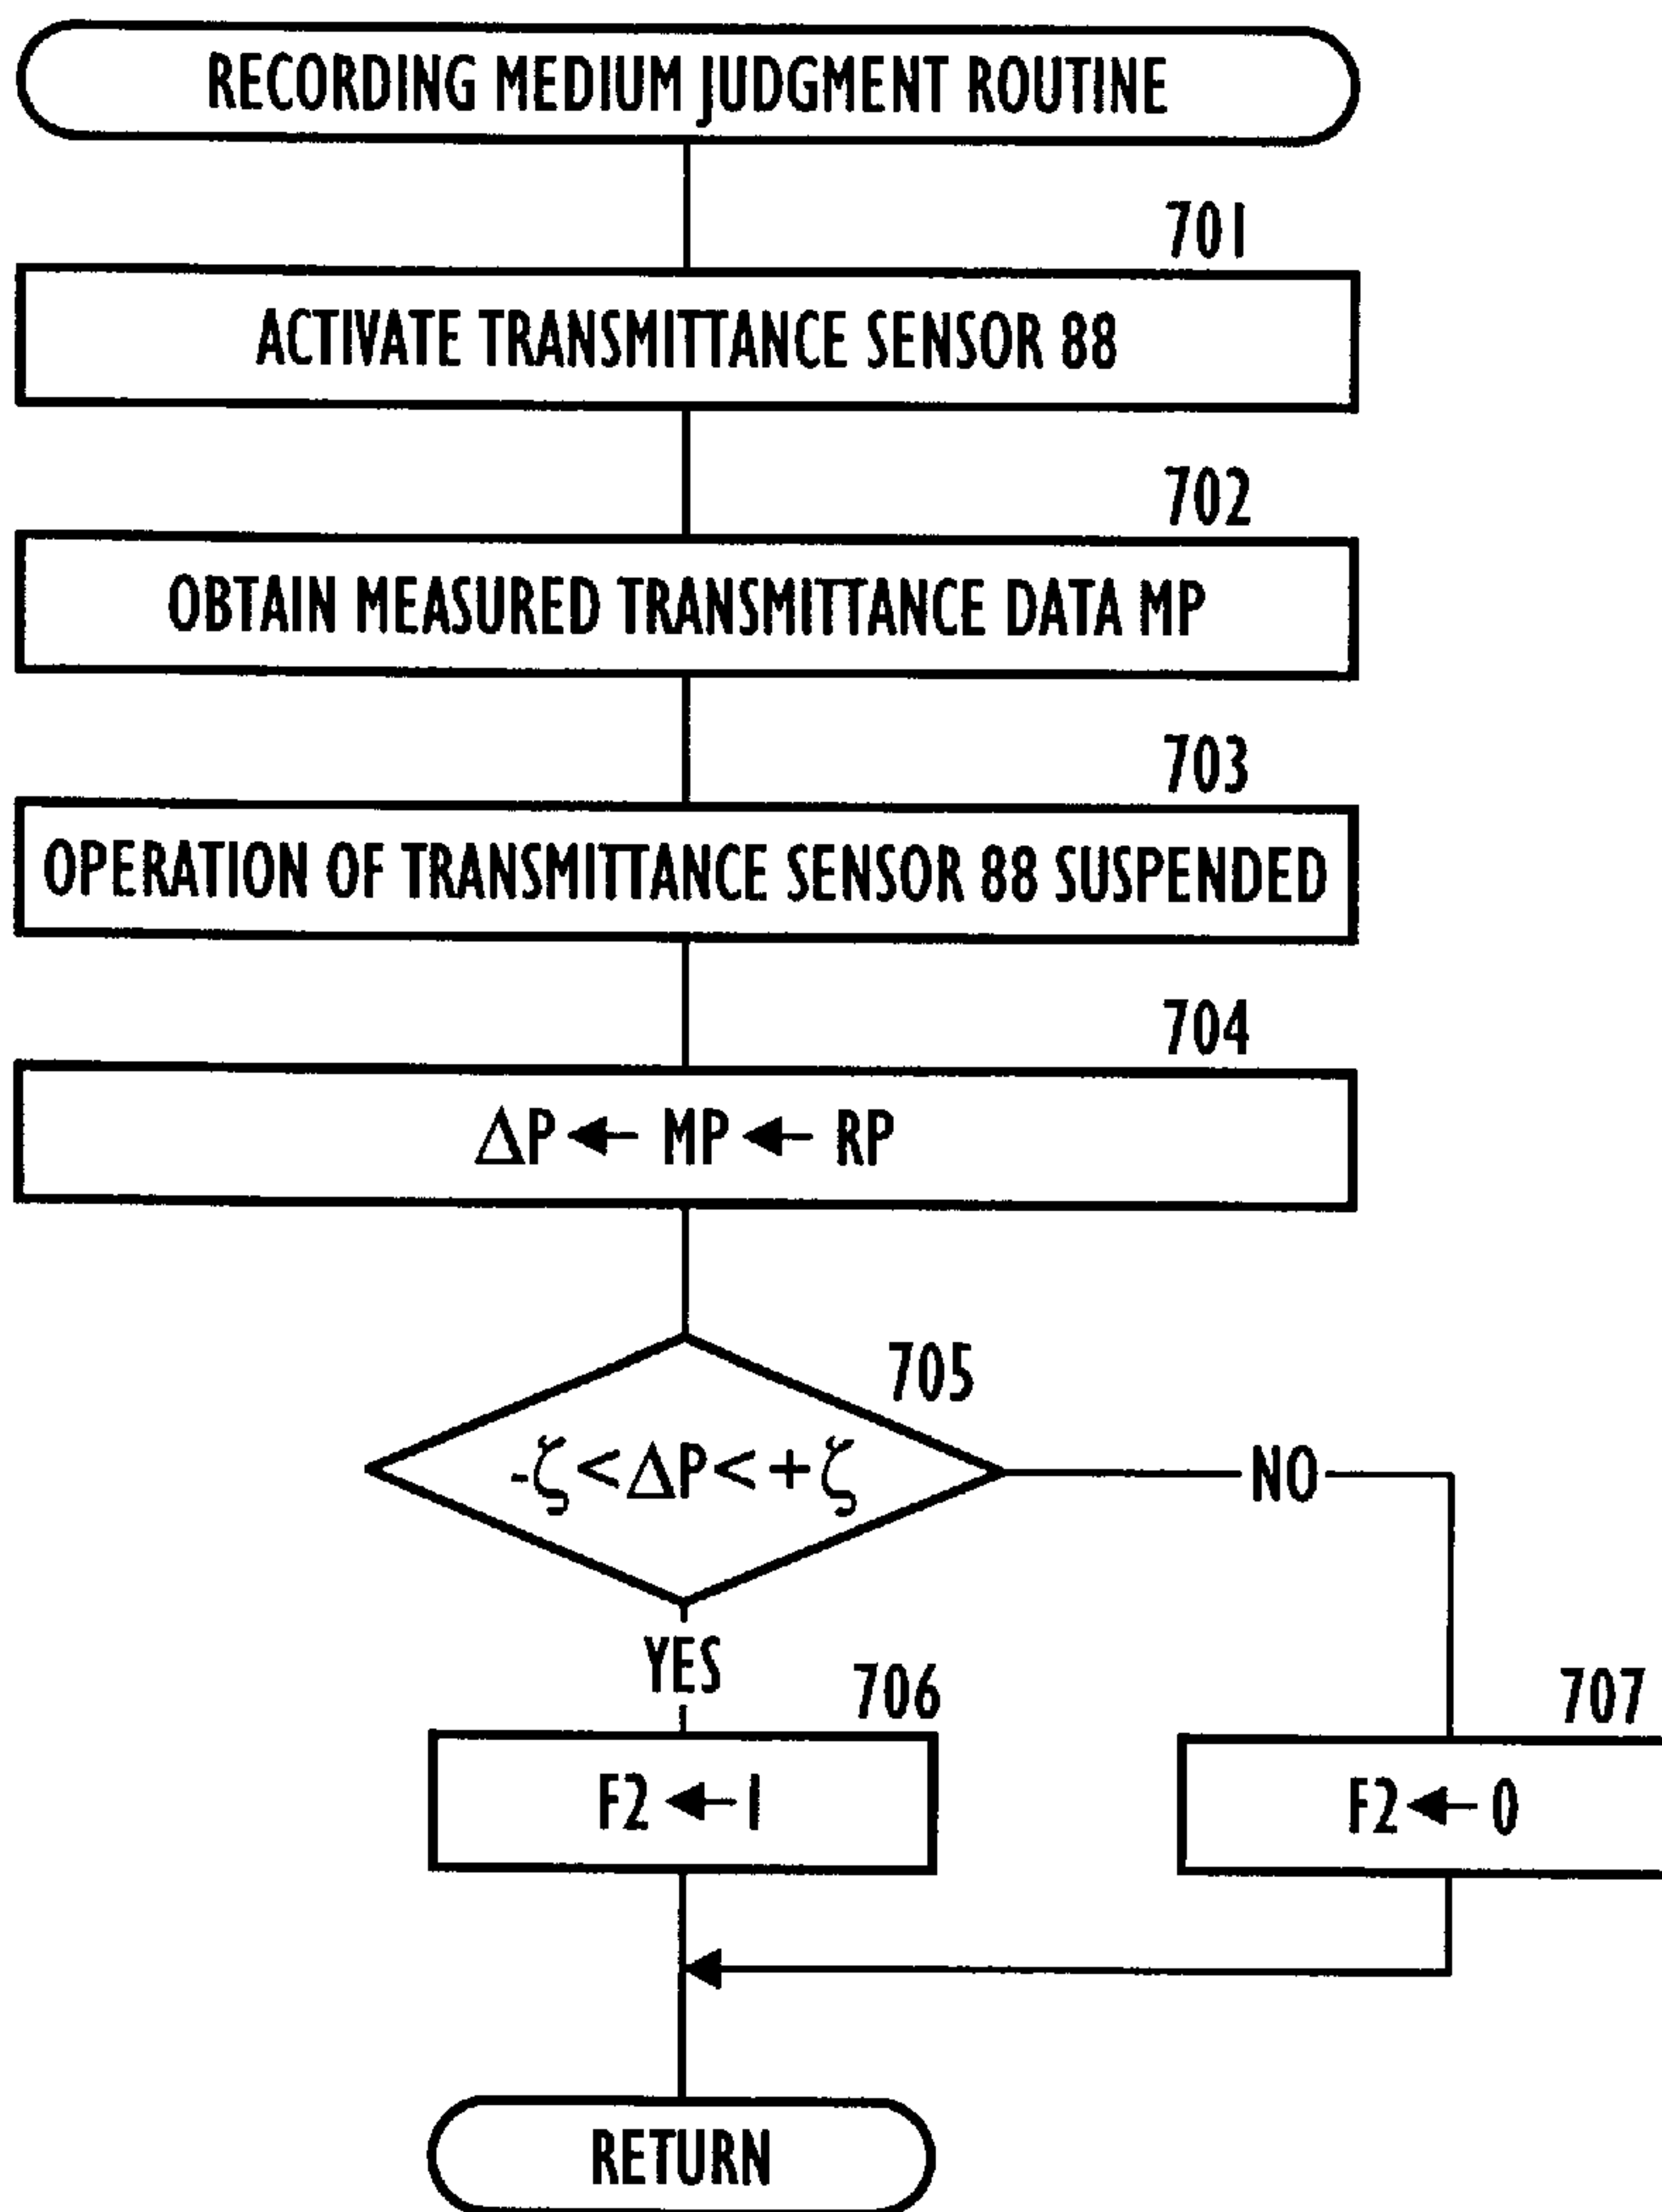 RECORDING MEDIUM JUDGMENT ROUTINE
701
ACTIVATE TRANSMITTANCE SENSOR 88
702
OBTAIN MEASURED TRANSMITTANCE DATA MP
703
OPERATION OF TRANSMITTANCE SENSOR 88 SUSPENDED
704
ΔP ← MP ← RP
705
-ζ < ΔP < +ζ
NO
YES
706
707
F2 ← 1
F2 ← 0
RETURN